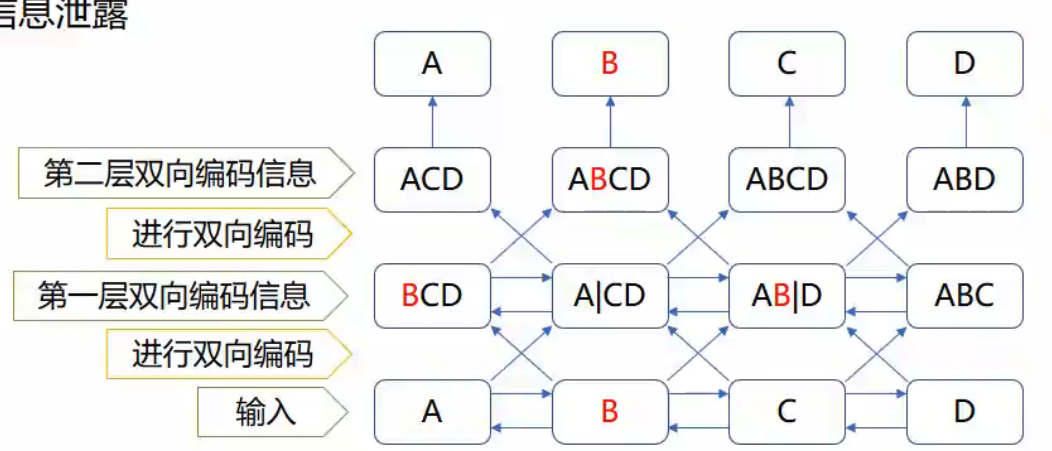 信息泄露
A B C D
第二层双向编码信息 ACD ABCD ABCD ABD
进行双向编码
第一层双向编码信息 BCD A|CD AB|D ABC
进行双向编码
输入 A B C D